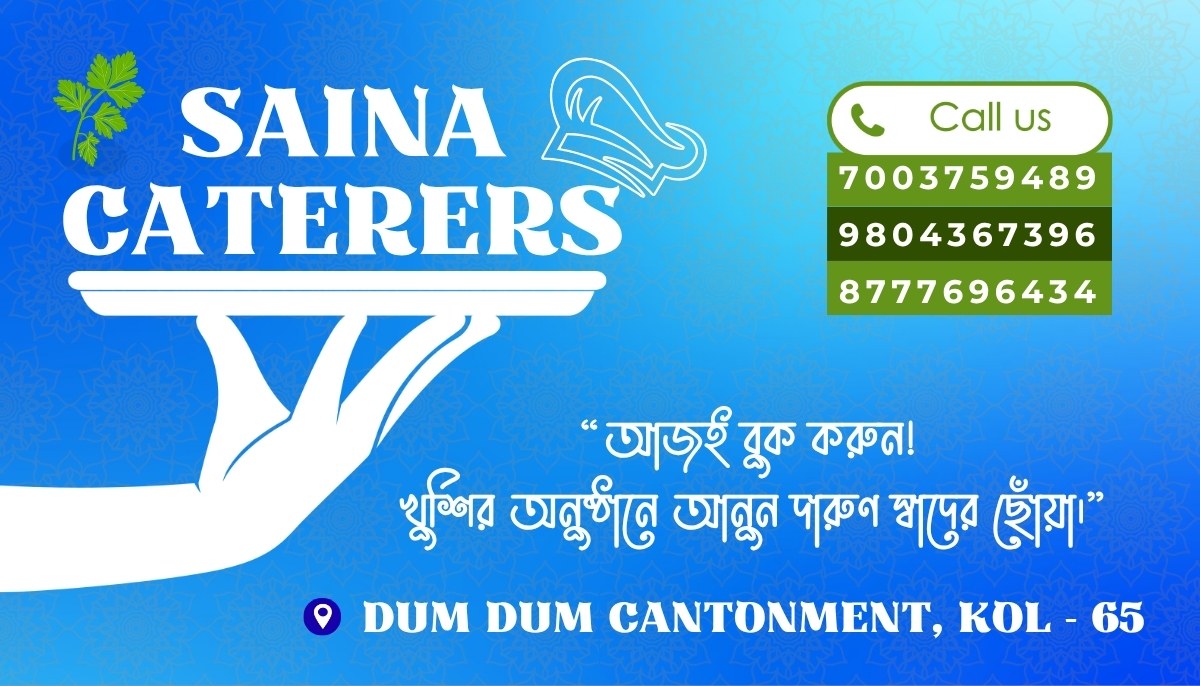 SAINA
CATERERS
Call us
7003759489
9804367396
8777696434
“ আজই বুক করুন!
খুশির অনুষ্ঠানে আনুন দারুণ স্বাদের ছোঁয়া।”
DUM DUM CANTONMENT, KOL - 65